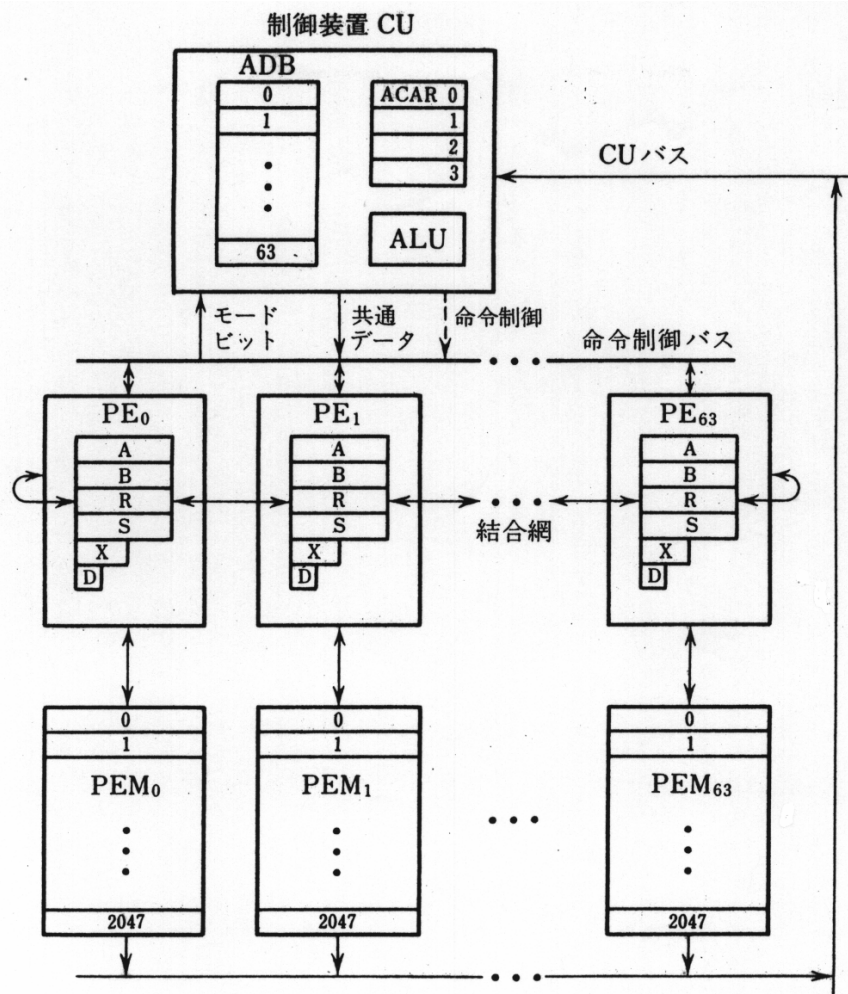 制御装置 CU
ADB
0
1
63
ACAR 0
1
2
3
ALU
CUバス
モード
ビット
共通
データ
命令制御
命令制御バス
PE₀
A
B
R
S
X
D
PE₁
A
B
R
S
X
D
PE₆₃
A
B
R
S
X
D
結合網
0
1
PEM₀
2047
0
1
PEM₁
2047
0
1
PEM₆₃
2047